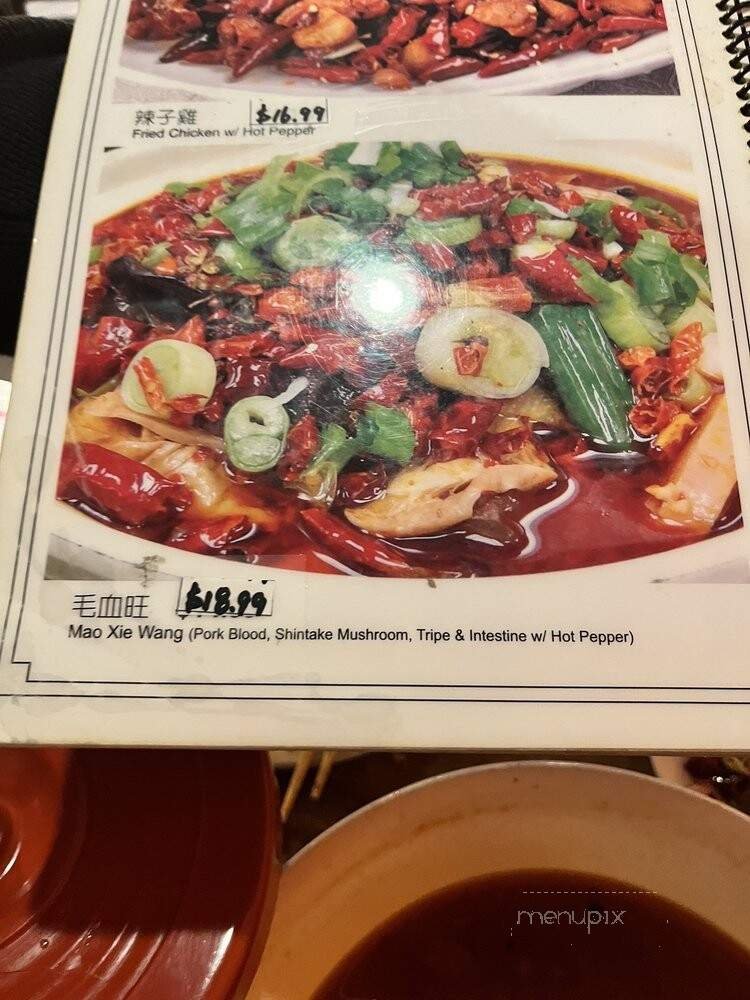 辣子雞 $16.99
Fried Chicken w/ Hot Pepper
毛血旺 $18.99
Mao Xie Wang (Pork Blood, Shintake Mushroom, Tripe & Intestine w/ Hot Pepper)
menupix